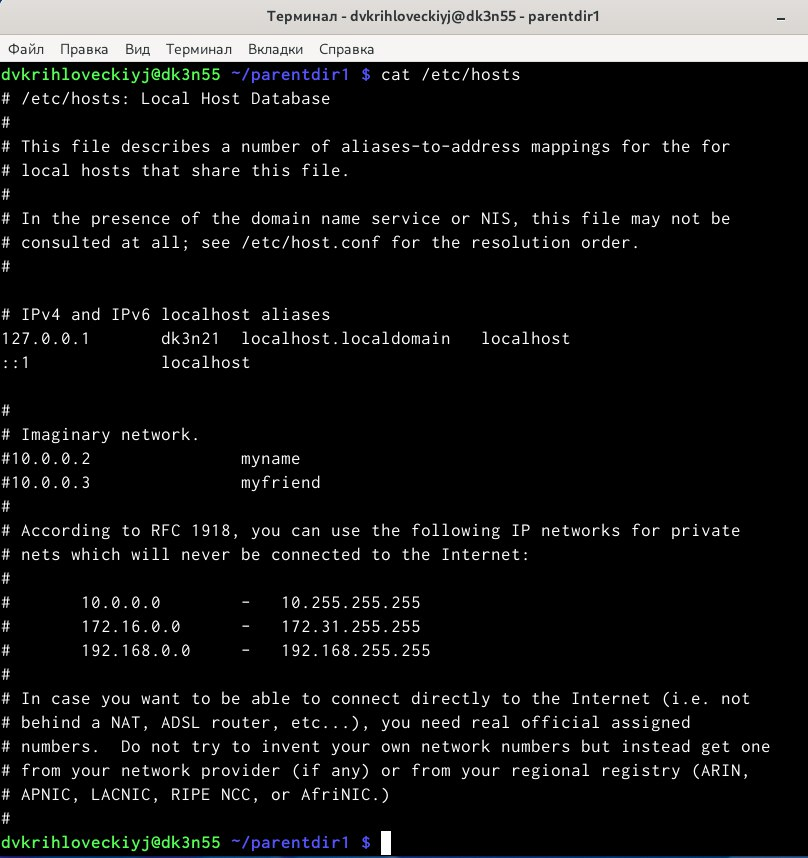 Терминал - dvkrihloveckiyj@dk3n55 - parentdir1
Файл Правка Вид Терминал Вкладки Справка
dvkrihloveckiyj@dk3n55 ~/parentdir1 $ cat /etc/hosts
# /etc/hosts: Local Host Database
#
# This file describes a number of aliases-to-address mappings for the for
# local hosts that share this file.
#
# In the presence of the domain name service or NIS, this file may not be
# consulted at all; see /etc/host.conf for the resolution order.
#

# IPv4 and IPv6 localhost aliases
127.0.0.1       dk3n21  localhost.localdomain   localhost
::1             localhost

#
# Imaginary network.
#10.0.0.2               myname
#10.0.0.3               myfriend
#
# According to RFC 1918, you can use the following IP networks for private
# nets which will never be connected to the Internet:
#
#       10.0.0.0        -   10.255.255.255
#       172.16.0.0      -   172.31.255.255
#       192.168.0.0     -   192.168.255.255
#
# In case you want to be able to connect directly to the Internet (i.e. not
# behind a NAT, ADSL router, etc...), you need real official assigned
# numbers.  Do not try to invent your own network numbers but instead get one
# from your network provider (if any) or from your regional registry (ARIN,
# APNIC, LACNIC, RIPE NCC, or AfriNIC.)
#
dvkrihloveckiyj@dk3n55 ~/parentdir1 $